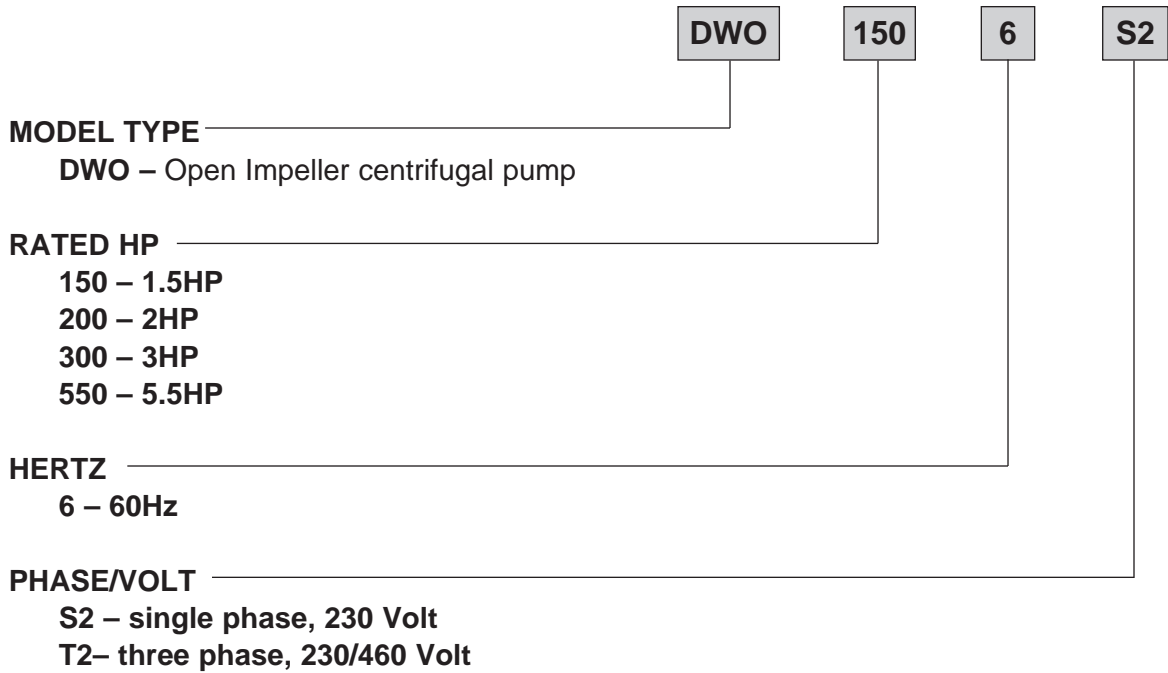 DWO 150 6 S2
MODEL TYPE
DWO – Open Impeller centrifugal pump
RATED HP
150 – 1.5HP
200 – 2HP
300 – 3HP
550 – 5.5HP
HERTZ
6 – 60Hz
PHASE/VOLT
S2 – single phase, 230 Volt
T2– three phase, 230/460 Volt